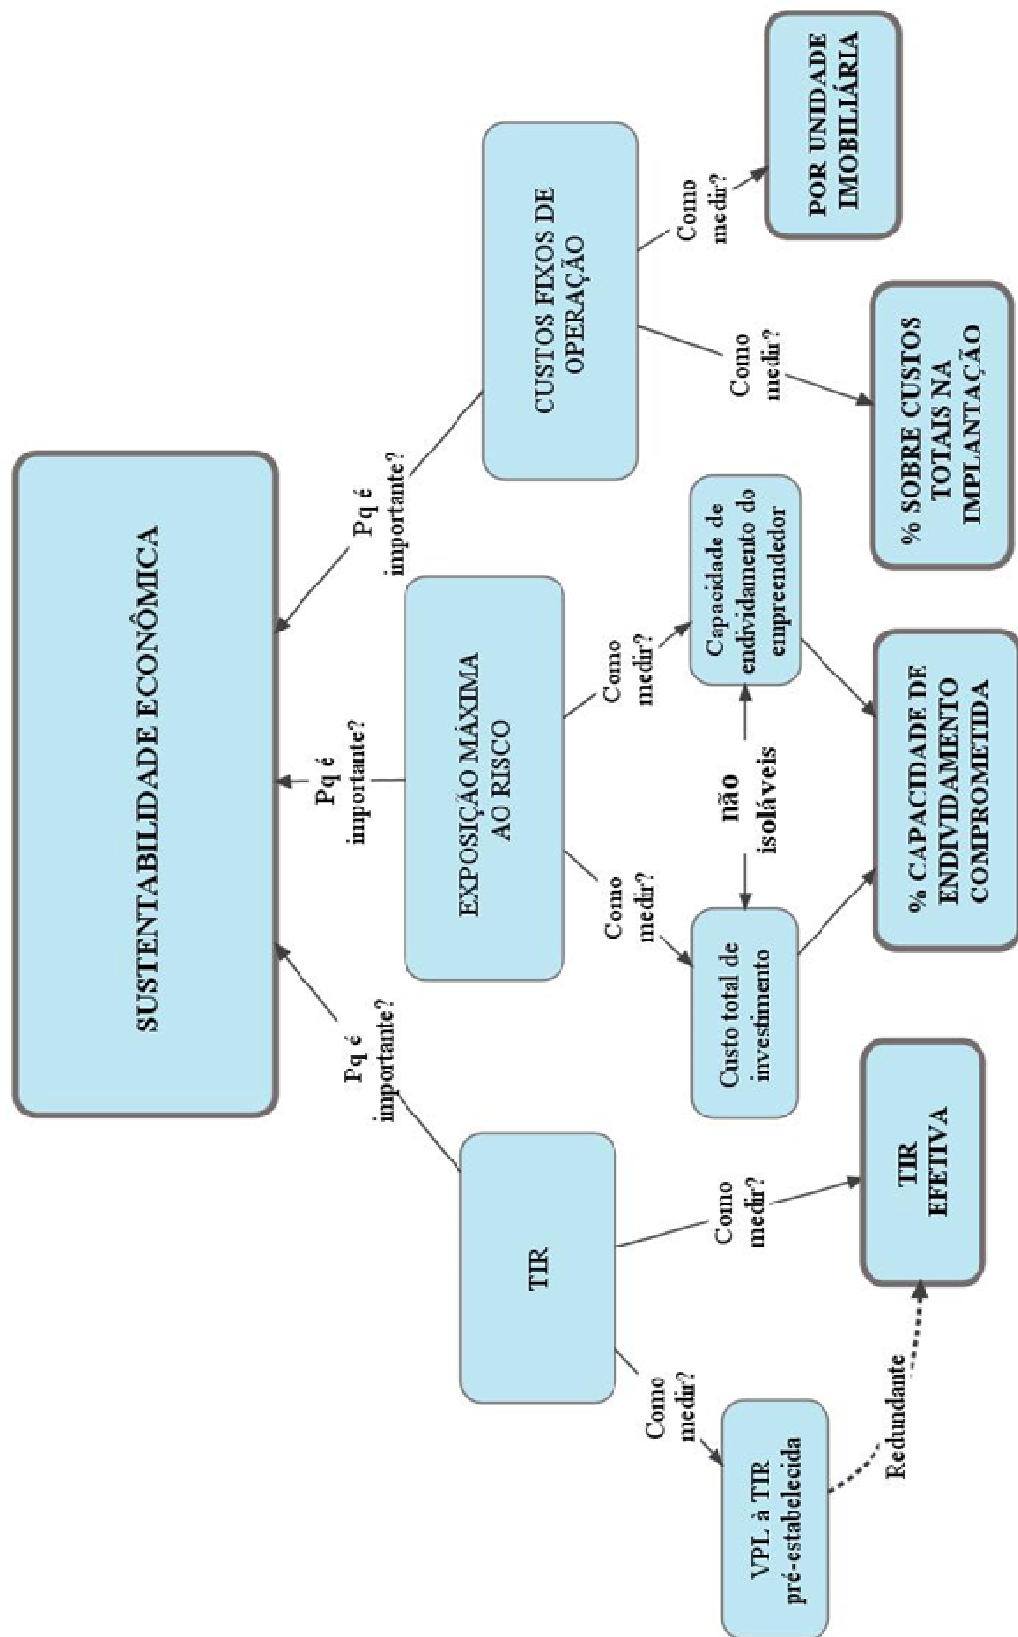 SUSTENTABILIDADE ECONÔMICA
Pq é
importante?
Pq é
importante?
Pq é
importante?
TIR
EXPOSIÇÃO MÁXIMA
AO RISCO
CUSTOS FIXOS DE
OPERAÇÃO
Como
medir?
Como
medir?
Como
medir?
Como
medir?
Como
medir?
Como
medir?
VPL à TIR
pré-estabelecida
Redundante
TIR
EFETIVA
Custo total de
investimento
não
isoláveis
Capacidade de
endividamento do
empreendedor
% CAPACIDADE DE
ENDIVIDAMENTO
COMPROMETIDA
% SOBRE CUSTOS
TOTAIS NA
IMPLANTAÇÃO
POR UNIDADE
IMOBILIÁRIA